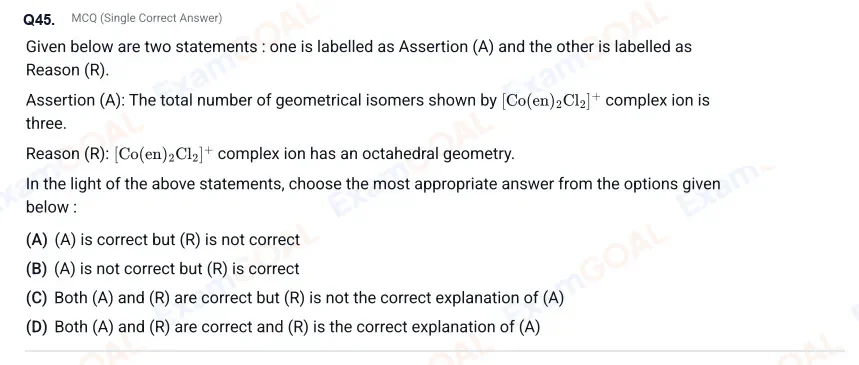 Q45. MCQ (Single Correct Answer)
Given below are two statements : one is labelled as Assertion (A) and the other is labelled as
Reason (R).
Assertion (A): The total number of geometrical isomers shown by [Co(en)₂Cl₂]⁺ complex ion is
three.
Reason (R): [Co(en)₂Cl₂]⁺ complex ion has an octahedral geometry.
In the light of the above statements, choose the most appropriate answer from the options given
below :
(A) (A) is correct but (R) is not correct
(B) (A) is not correct but (R) is correct
(C) Both (A) and (R) are correct but (R) is not the correct explanation of (A)
(D) Both (A) and (R) are correct and (R) is the correct explanation of (A)
ExamGOAL